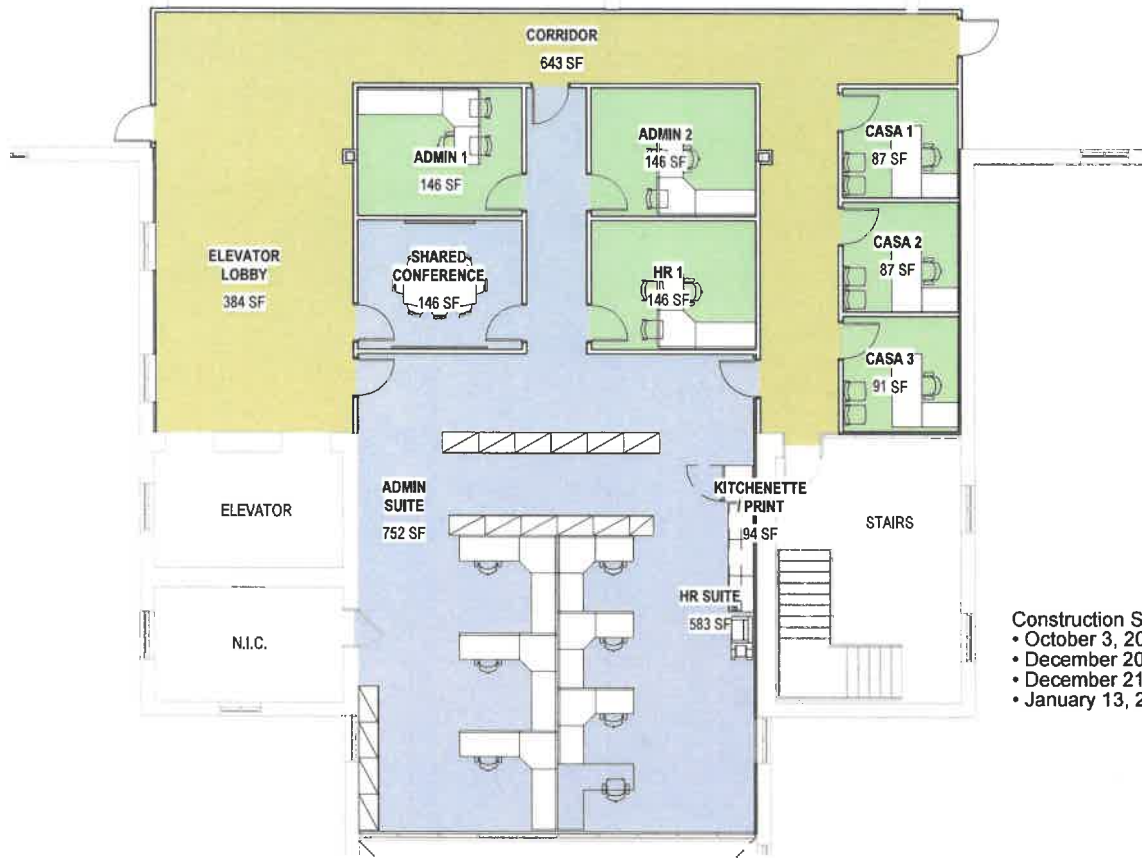 CORRIDOR
643 SF
ADMIN 1
146 SF
ADMIN 2
146 SF
CASA 1
87 SF
ELEVATOR
LOBBY
384 SF
SHARED
CONFERENCE
146 SF
HR 1
146 SF
CASA 2
87 SF
CASA 3
91 SF
ELEVATOR
ADMIN
SUITE
752 SF
KITCHENETTE
PRINT
94 SF
STAIRS
HR SUITE
583 SF
N.I.C.
Construction S
• October 3, 20
• December 20
• December 21
• January 13, 2